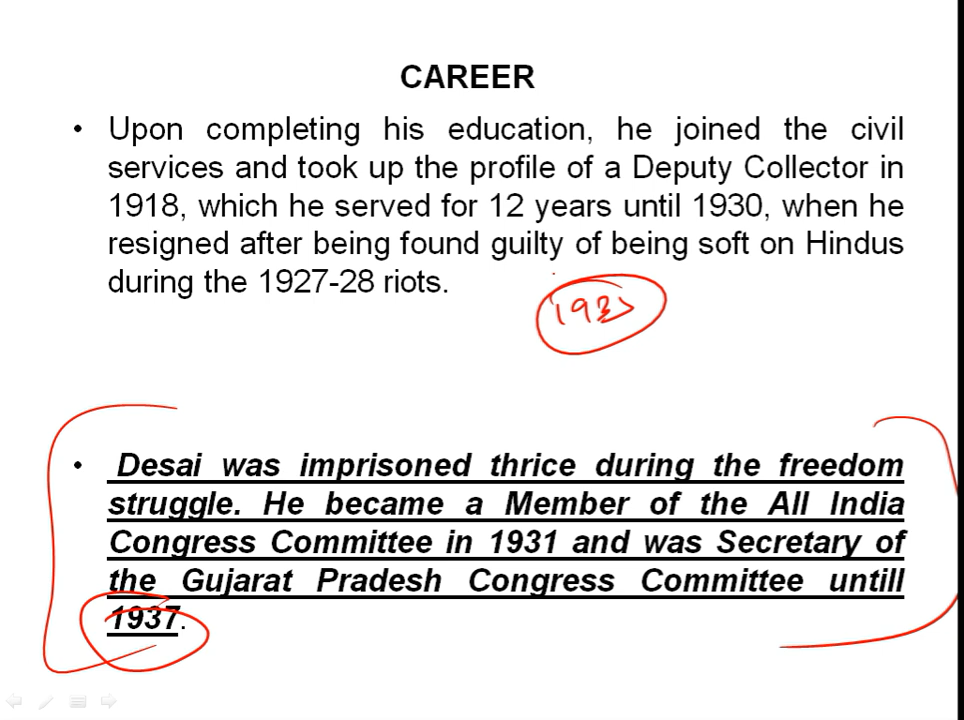 CAREER
• Upon completing his education, he joined the civil
services and took up the profile of a Deputy Collector in
1918, which he served for 12 years until 1930, when he
resigned after being found guilty of being soft on Hindus
during the 1927-28 riots.
• Desai was imprisoned thrice during the freedom
struggle. He became a Member of the All India
Congress Committee in 1931 and was Secretary of
the Gujarat Pradesh Congress Committee untill
1937.